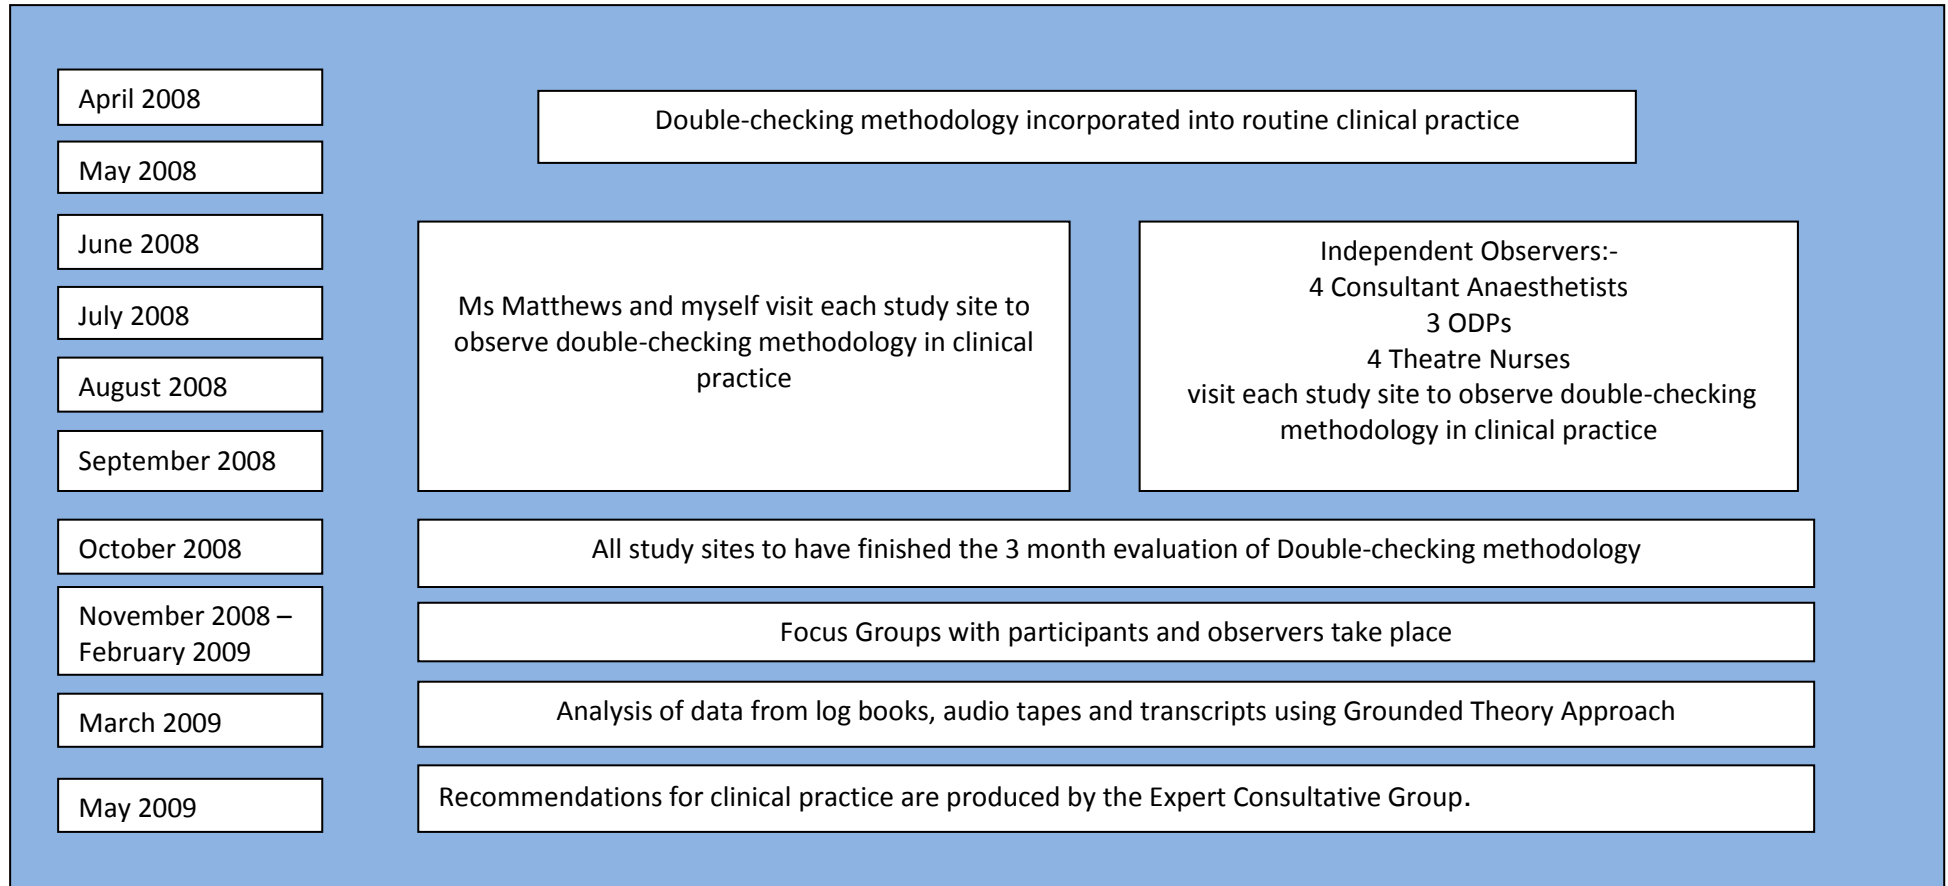 April 2008
Double-checking methodology incorporated into routine clinical practice
May 2008
June 2008
July 2008
August 2008
September 2008
Ms Matthews and myself visit each study site to
observe double-checking methodology in clinical
practice
Independent Observers:-
4 Consultant Anaesthetists
3 ODPs
4 Theatre Nurses
visit each study site to observe double-checking
methodology in clinical practice
October 2008
All study sites to have finished the 3 month evaluation of Double-checking methodology
November 2008 –
February 2009
Focus Groups with participants and observers take place
March 2009
Analysis of data from log books, audio tapes and transcripts using Grounded Theory Approach
May 2009
Recommendations for clinical practice are produced by the Expert Consultative Group.